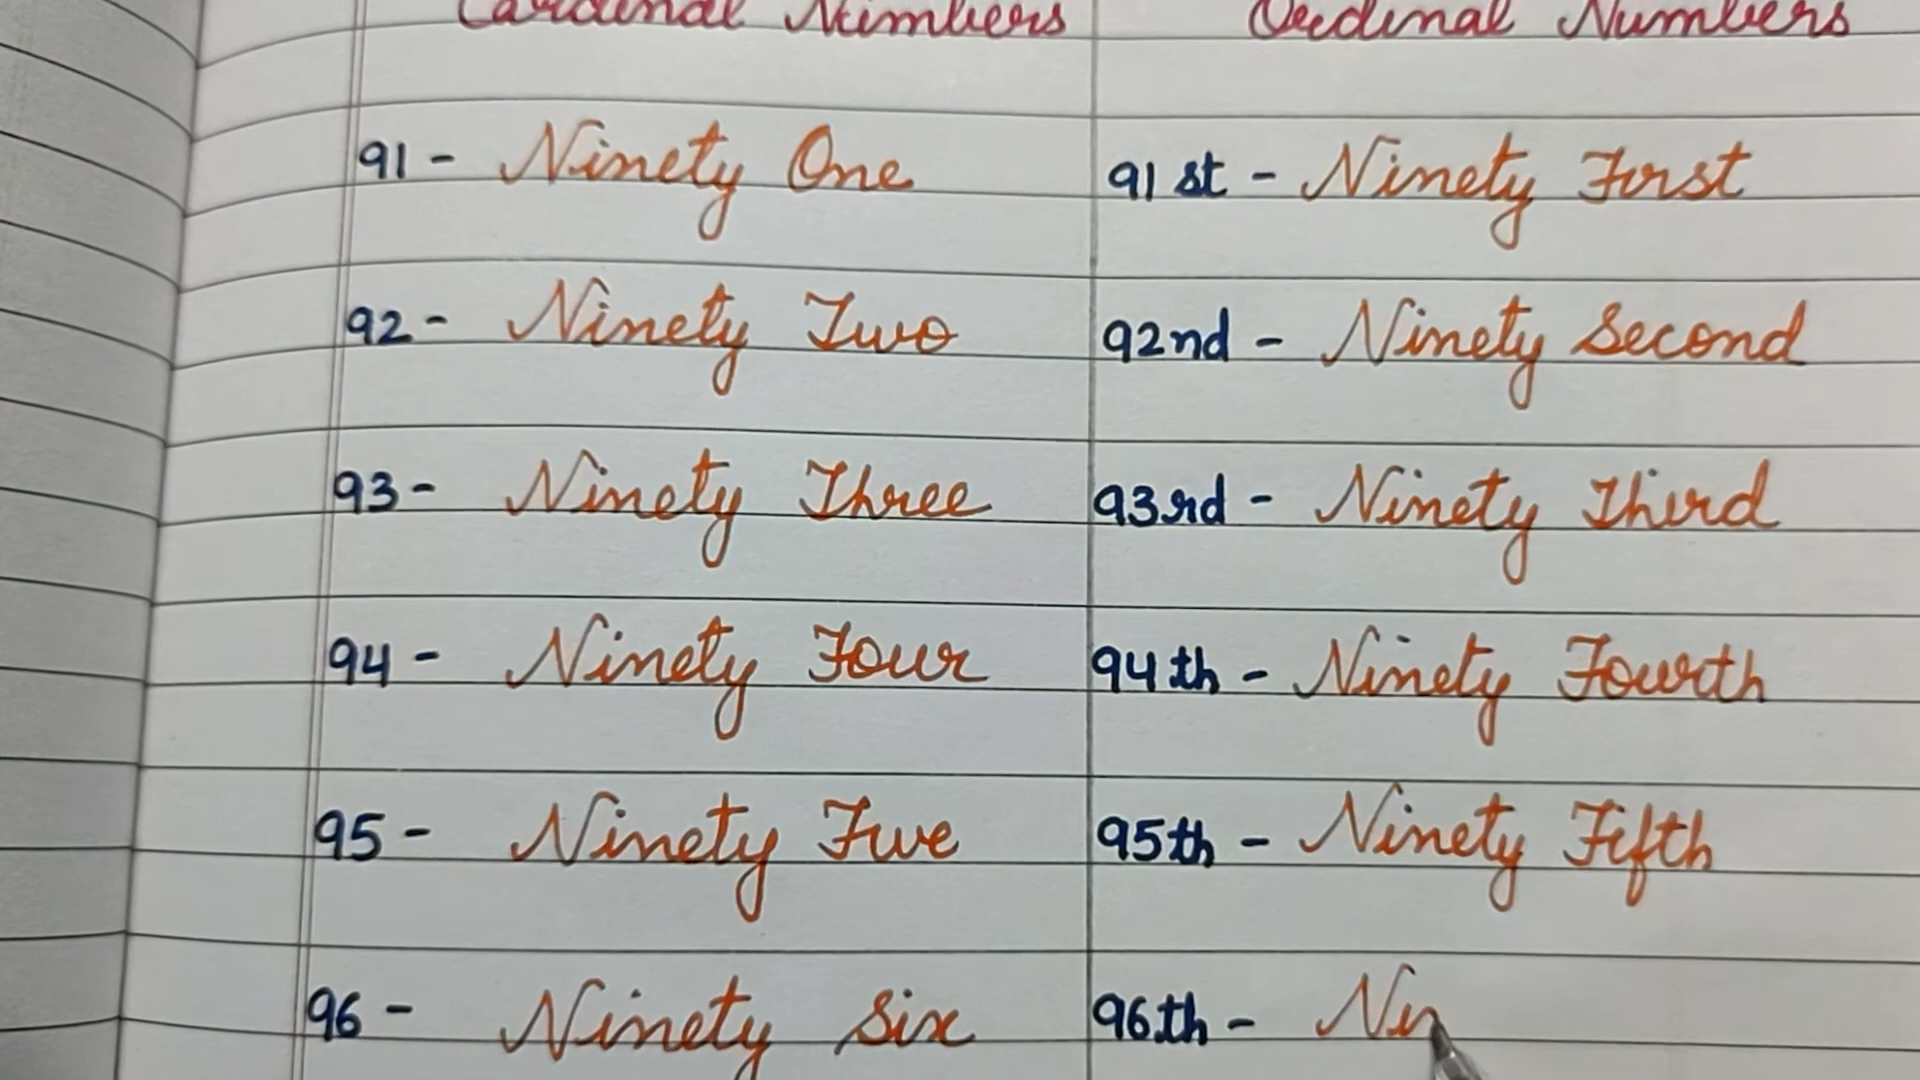 Cardinal Numbers Ordinal Numbers
91 - Ninety One 91st - Ninety First
92 - Ninety Two 92nd - Ninety Second
93 - Ninety Three 93rd - Ninety Third
94 - Ninety Four 94th - Ninety Fourth
95 - Ninety Five 95th - Ninety Fifth
96 - Ninety Six 96th - Nin